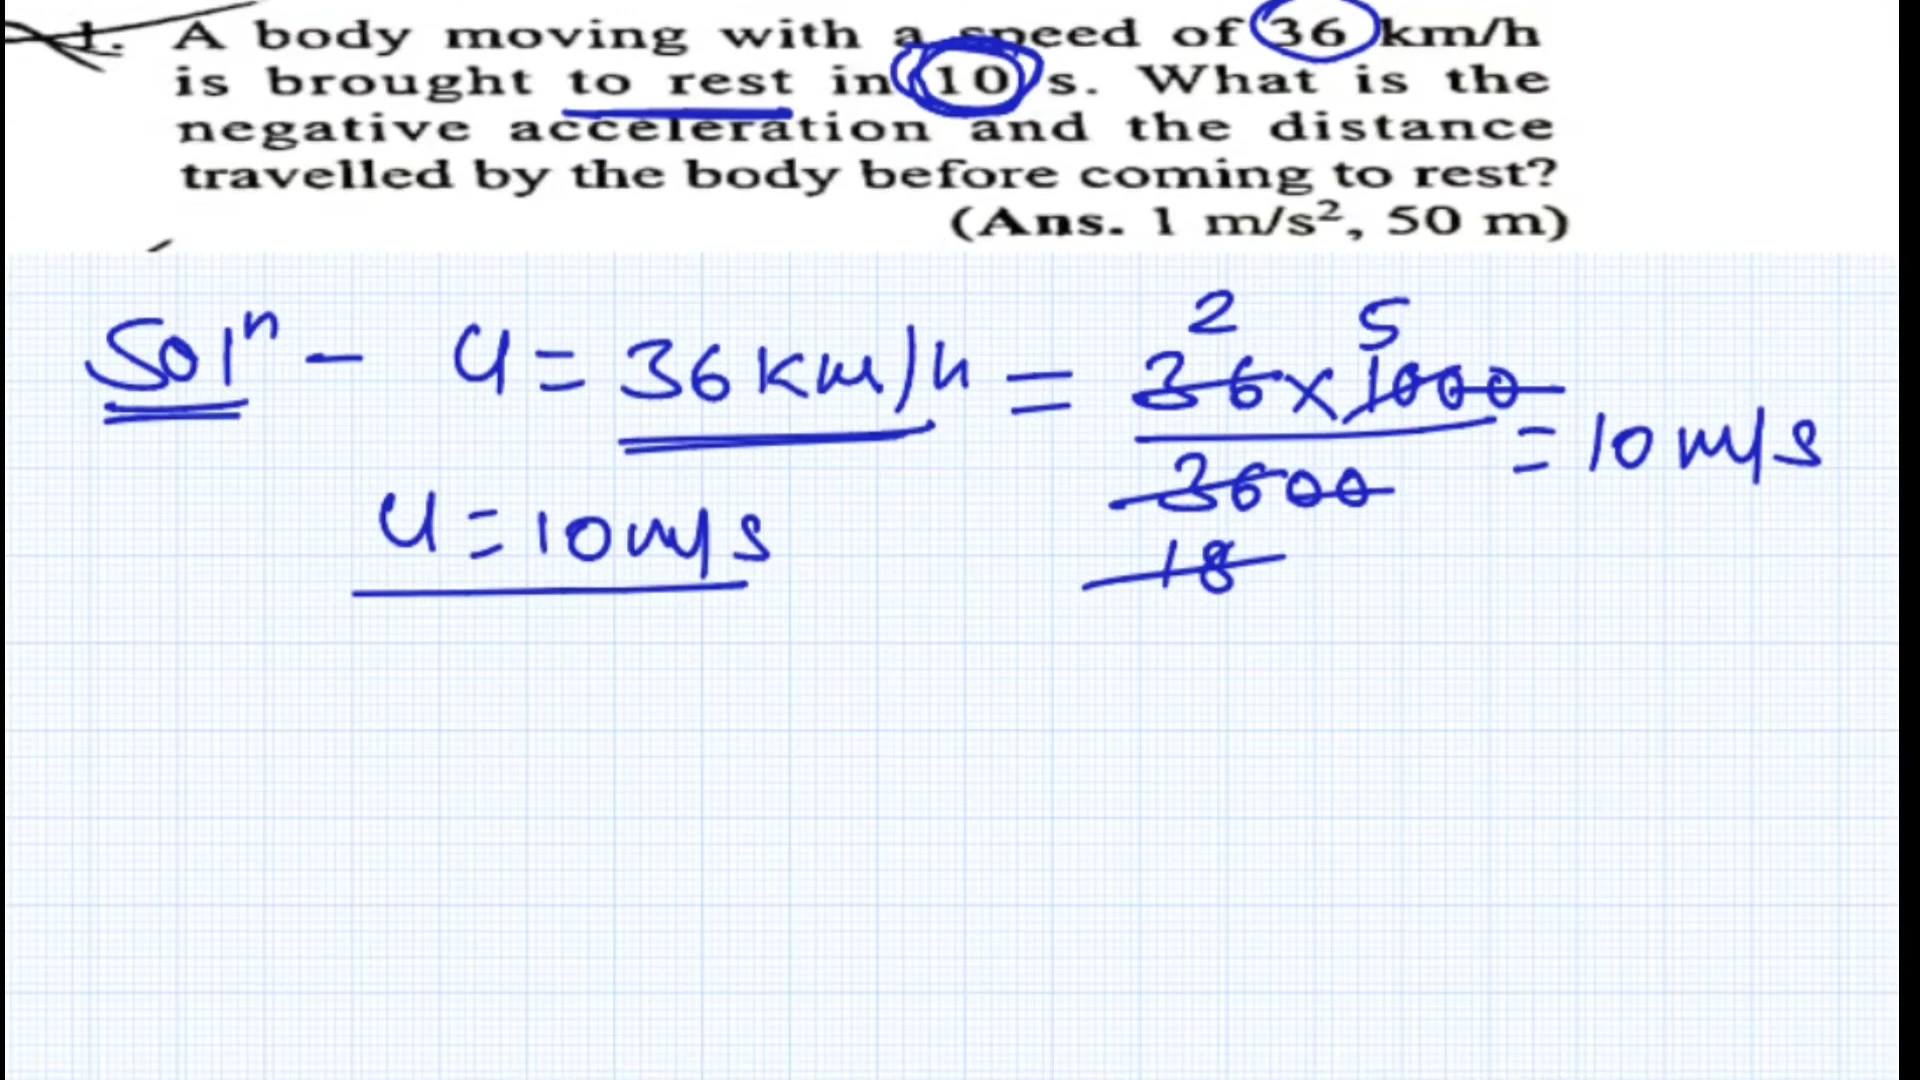 1. A body moving with a speed of 36 km/h
is brought to rest in 10 s. What is the
negative acceleration and the distance
travelled by the body before coming to rest?
(Ans. 1 m/s², 50 m)
2 5
Solⁿ - u = 36 km/h = 36 x 1000 = 10 m/s
3600
u = 10 m/s
18